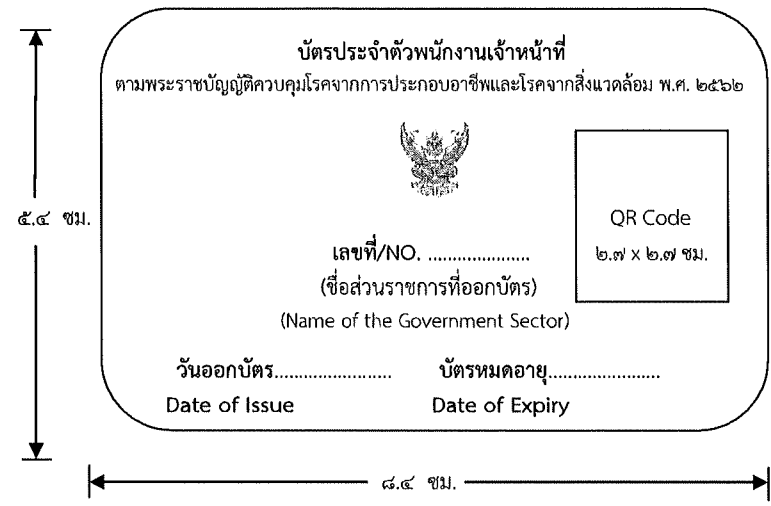 บัตรประจำตัวพนักงานเจ้าหน้าที่
ตามพระราชบัญญัติควบคุมโรคจากการประกอบอาชีพและโรคจากสิ่งแวดล้อม พ.ศ. ๒๕๖๒
QR Code
๒.๗ x ๒.๗ ซม.
๕.๔ ซม.
เลขที่/NO. .....................
(ชื่อส่วนราชการที่ออกบัตร)
(Name of the Government Sector)
วันออกบัตร........................ บัตรหมดอายุ.......................
Date of Issue Date of Expiry
๘.๔ ซม.